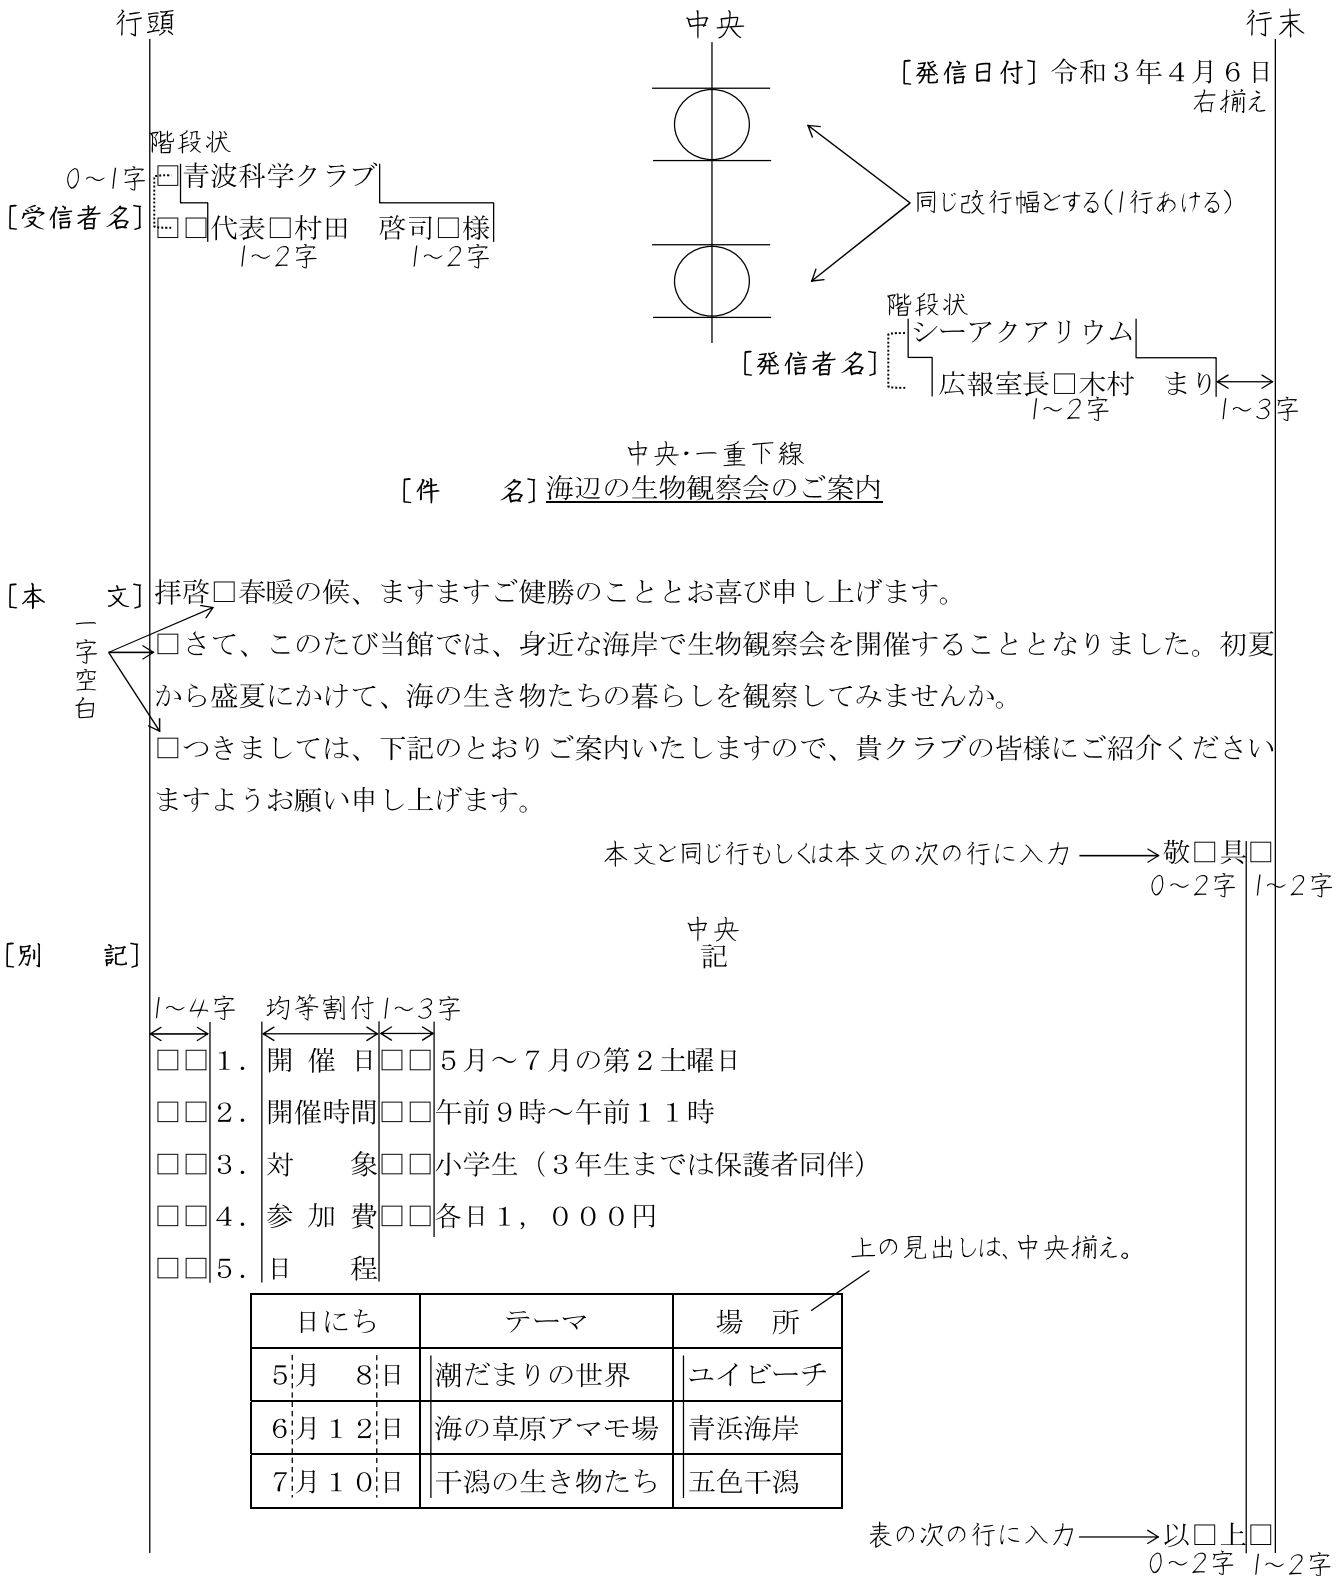 行頭 中央 行末
[発信日付] 令和３年４月６日
右揃え
階段状
0～1字 □青波科学クラブ
同じ改行幅とする(1行あける)
[受信者名] □□代表□村田　啓司□様
1～2字 1～2字
階段状
シーアクアリウム
[発信者名]
広報室長□木村　まり
1～2字 1～3字
中央・一重下線
[件　　名] 海辺の生物観察会のご案内
[本　　文] 拝啓□春暖の候、ますますご健勝のこととお喜び申し上げます。
一字空白
□さて、このたび当館では、身近な海岸で生物観察会を開催することとなりました。初夏
から盛夏にかけて、海の生き物たちの暮らしを観察してみませんか。
□つきましては、下記のとおりご案内いたしますので、貴クラブの皆様にご紹介ください
ますようお願い申し上げます。
本文と同じ行もしくは本文の次の行に入力 敬□具□
0～2字 1～2字
中央
[別　　記] 記
1～4字 均等割付 1～3字
□□１．開 催 日□□５月～７月の第２土曜日
□□２．開催時間□□午前９時～午前１１時
□□３．対　　象□□小学生（３年生までは保護者同伴）
□□４．参 加 費□□各日１，０００円
上の見出しは、中央揃え。
□□５．日　　程
日にち テーマ 場　所
５月　８日 潮だまりの世界 ユイビーチ
６月１２日 海の草原アマモ場 青浜海岸
７月１０日 干潟の生き物たち 五色干潟
表の次の行に入力 以□上□
0～2字 1～2字